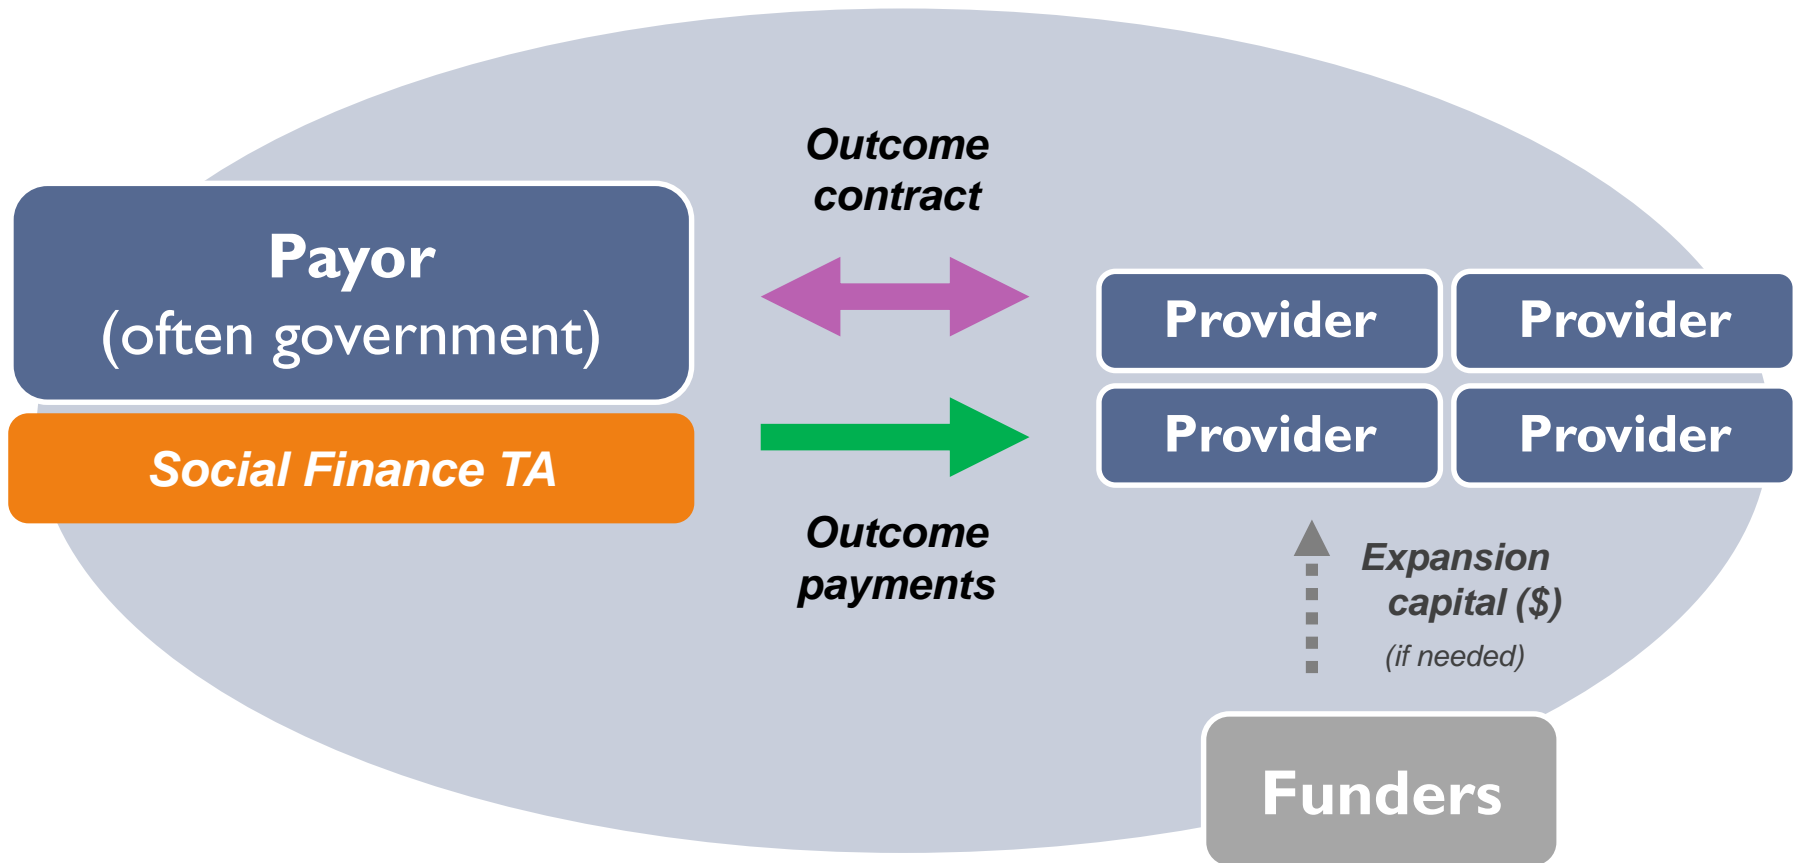 Payor
(often government)
Social Finance TA
Outcome
contract
Outcome
payments
Provider
Provider
Provider
Provider
Expansion
capital ($)
(if needed)
Funders